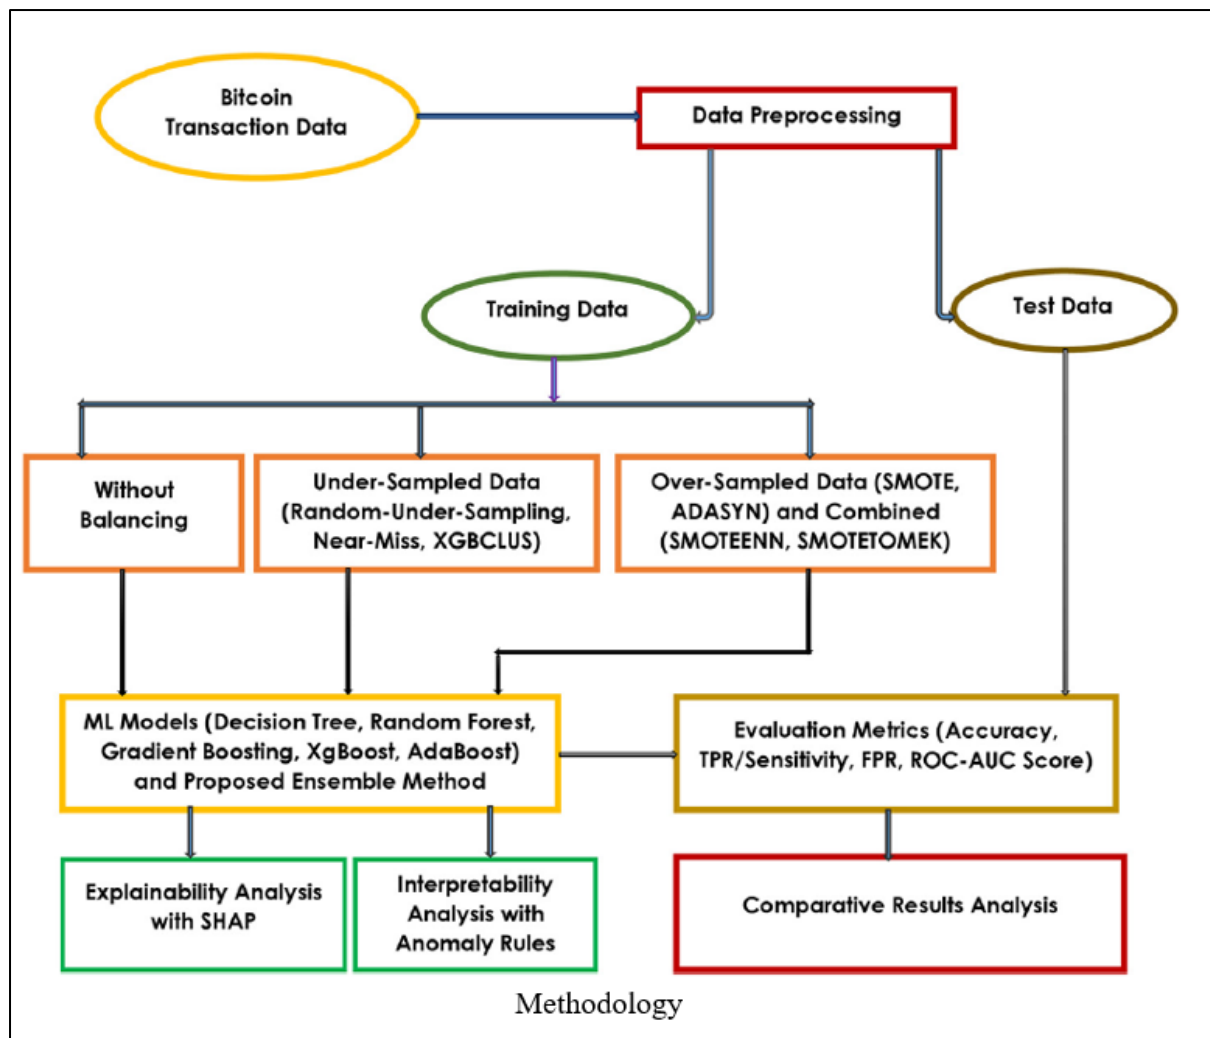 Bitcoin
Transaction Data
Data Preprocessing
Training Data
Test Data
Without
Balancing
Under-Sampled Data
(Random-Under-Sampling,
Near-Miss, XGBCLUS)
Over-Sampled Data (SMOTE,
ADASYN) and Combined
(SMOTEENN, SMOTETOMEK)
ML Models (Decision Tree, Random Forest,
Gradient Boosting, XgBoost, AdaBoost)
and Proposed Ensemble Method
Evaluation Metrics (Accuracy,
TPR/Sensitivity, FPR, ROC-AUC Score)
Explainability Analysis
with SHAP
Interpretability
Analysis with
Anomaly Rules
Comparative Results Analysis
Methodology